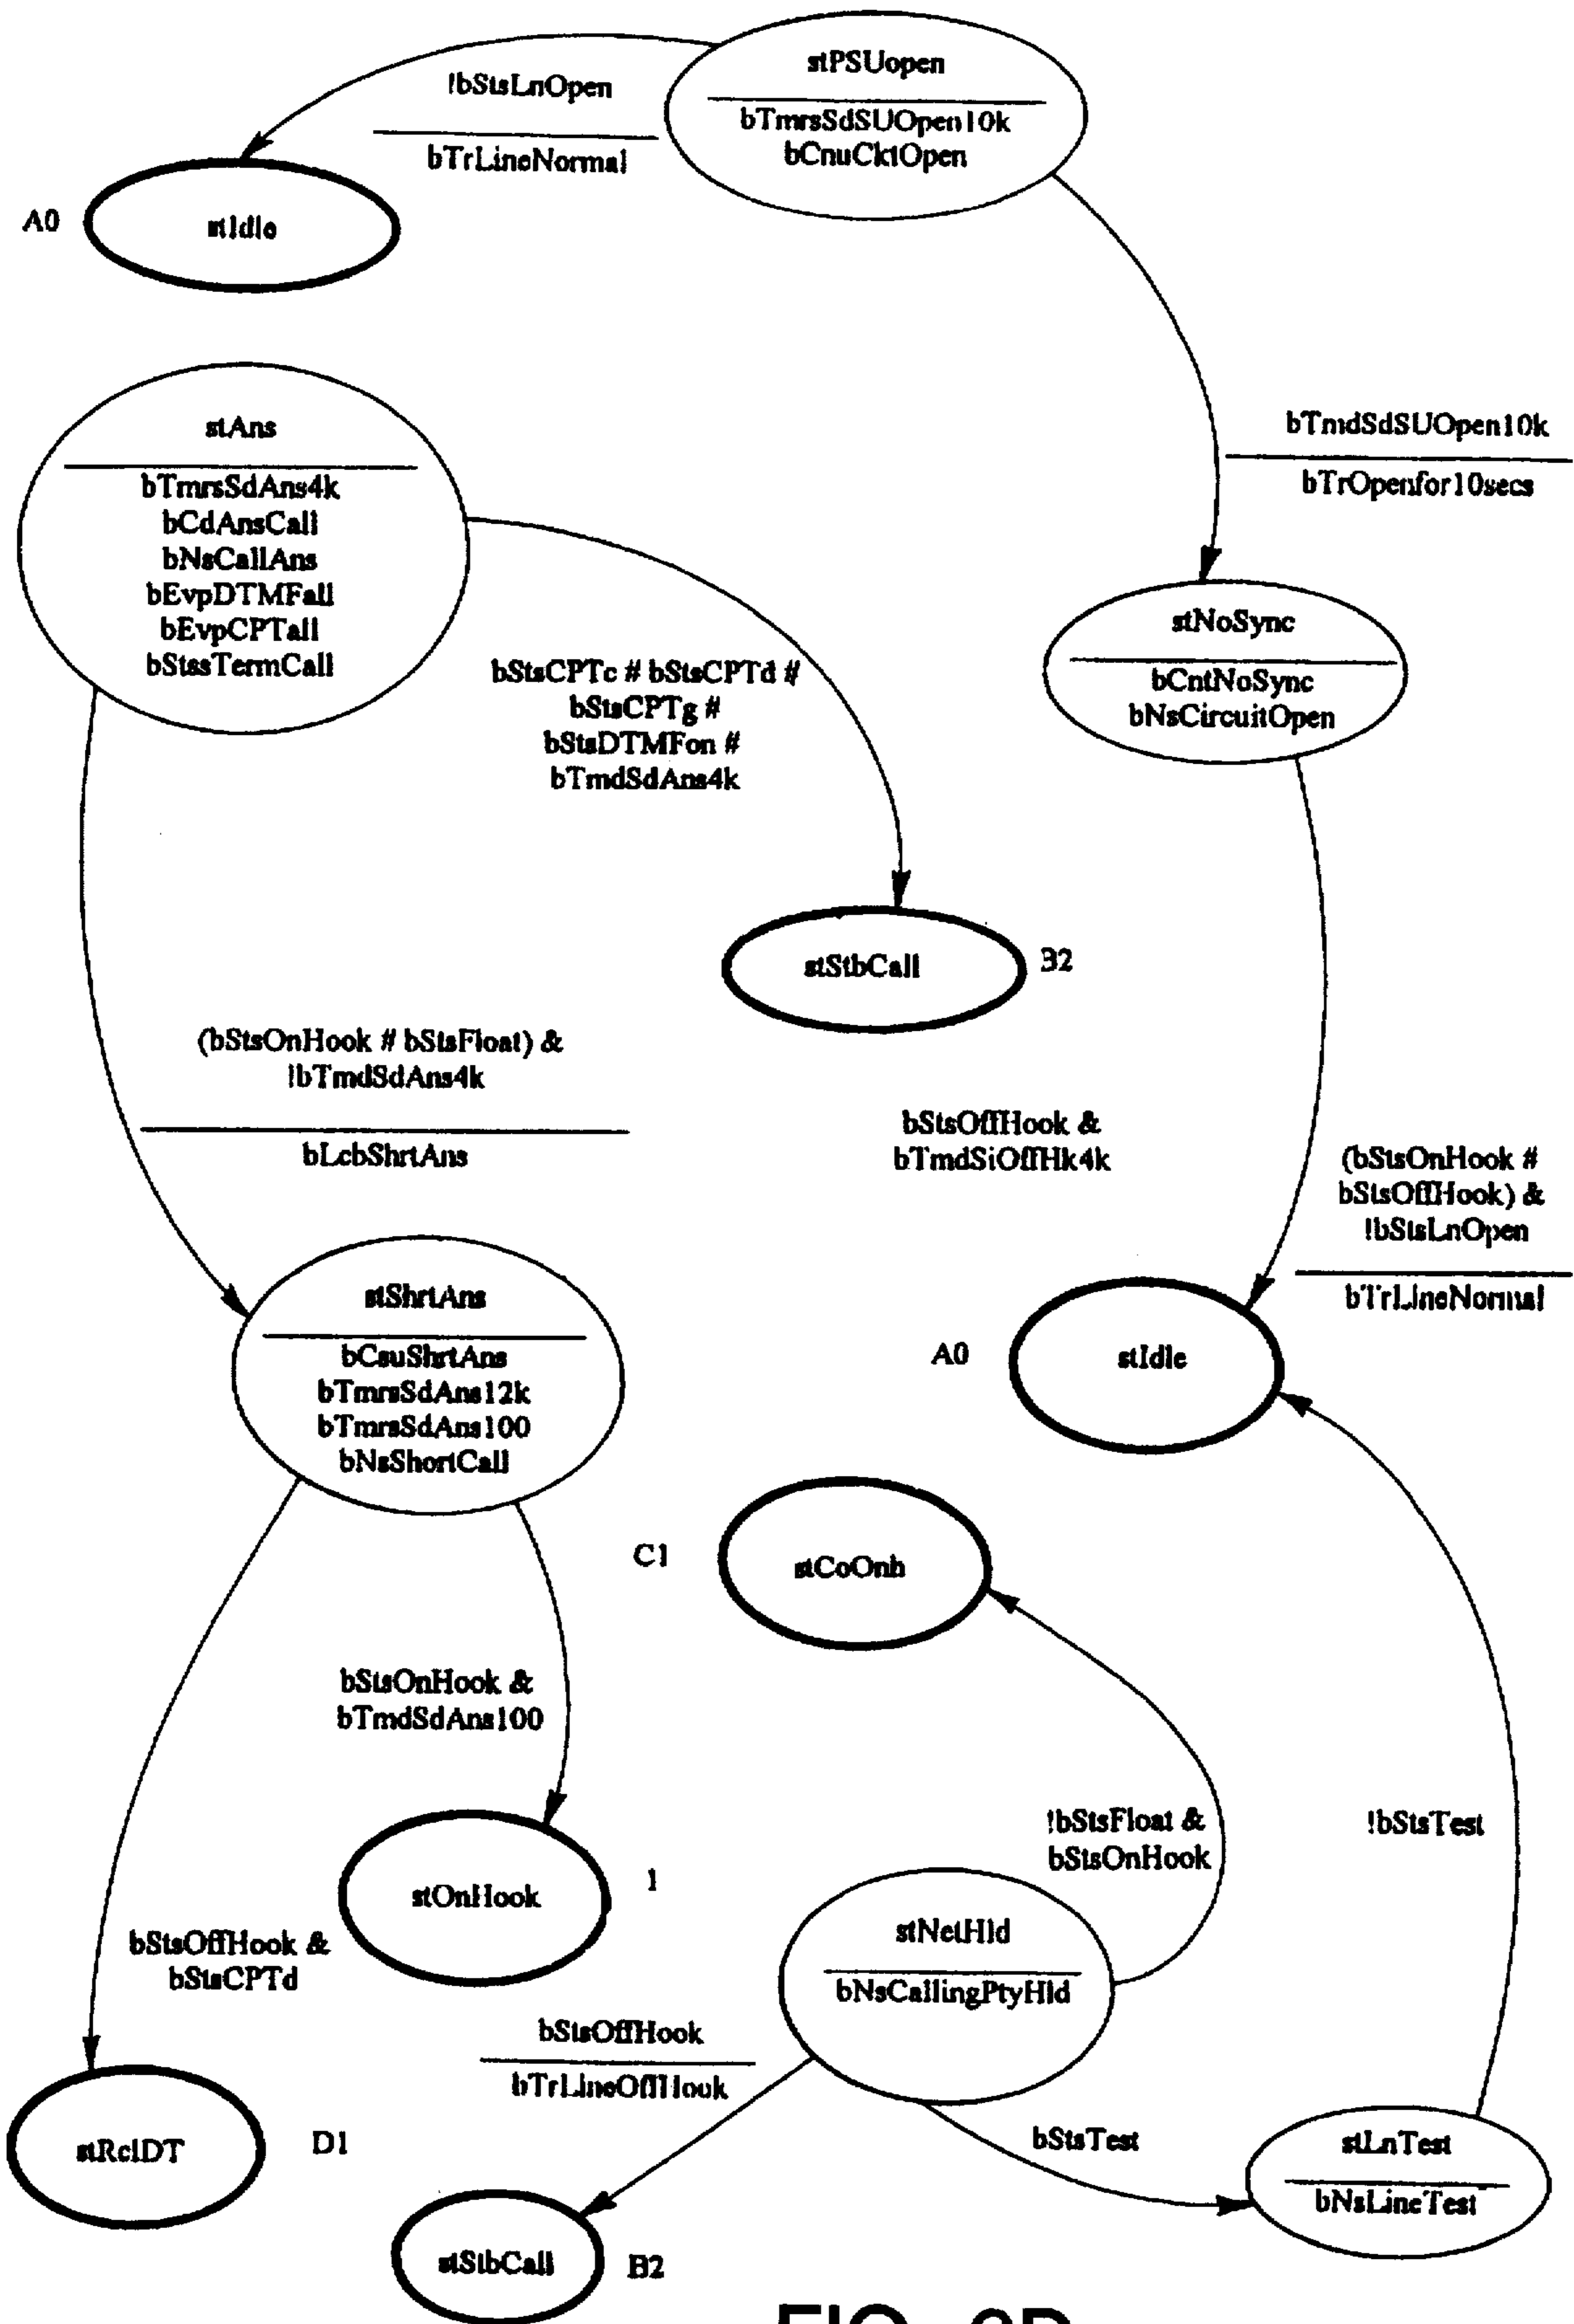 stPSUopen
bTmrsSdSUOpen10k
bCnuCktOpen
!bStsLnOpen
bTrLineNormal
A0
stIdle
stAns
bTmrsSdAns4k
bCdAnsCall
bNsCallAns
bEvpDTMFall
bEvpCPTall
bStssTermCall
bTmdSdSUOpen10k
bTrOpenfor10secs
stNoSync
bCntNoSync
bNsCircuitOpen
bStsCPTc # bStsCPTd #
bStsCPTg #
bStsDTMFon #
bTmdSdAns4k
stStbCall
B2
(bStsOnHook # bStsFloat) &
!bTmdSdAns4k
bLcbShrtAns
bStsOffHook &
bTmdSiOffHk4k
(bStsOnHook #
bStsOffHook) &
!bStsLnOpen
bTrLineNormal
stShrtAns
bCsuShrtAns
bTmrsSdAns12k
bTmrsSdAns100
bNsShortCall
A0
stIdle
C1
stCoOnh
bStsOnHook &
bTmdSdAns100
!bStsFloat &
bStsOnHook
!bStsTest
stOnHook
1
stNetHld
bNsCallingPtyHld
bStsOffHook &
bStsCPTd
bStsOffHook
bTrLineOffHook
bStsTest
stRclDT
D1
stLnTest
bNsLineTest
stStbCall
B2